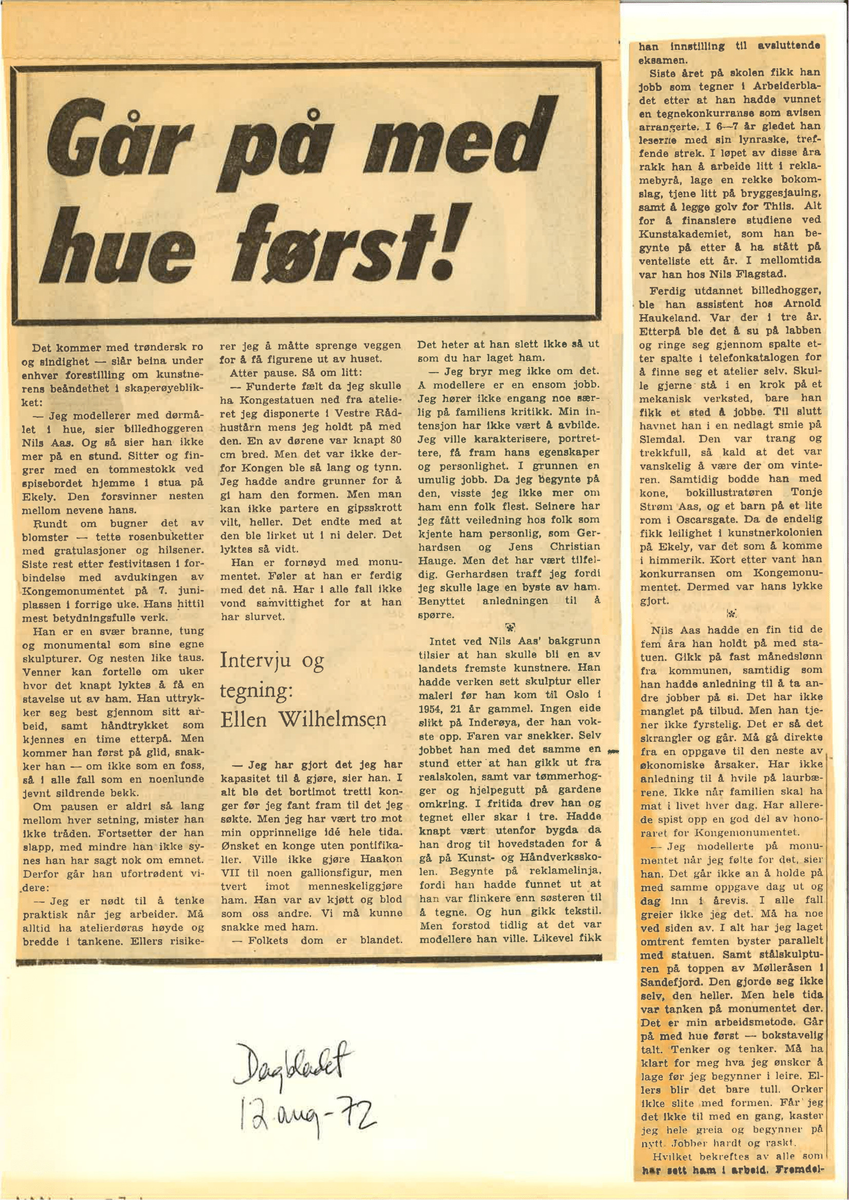 Går på med
hue først!
Det kommer med trøndersk ro
og sindighet — slår beina under
enhver forestilling om kunstne-
rens beåndethet i skaperøyeblik-
ket:
— Jeg modellerer med dørmå-
let i hue, sier billedhoggeren
Nils Aas. Og så sier han ikke
mer på en stund. Sitter og fin-
grer med en tommestokk ved
spisebordet hjemme i stua på
Ekely. Den forsvinner nesten
mellom nevene hans.
Rundt om bugner det av
blomster — tette rosenbuketter
med gratulasjoner og hilsener.
Siste rest etter festivitasen i for-
bindelse med avdukingen av
Kongemonumentet på 7. juni-
plassen i forrige uke. Hans hittil
mest betydningsfulle verk.
Han er en svær branne, tung
og monumental som sine egne
skulpturer. Og nesten like taus.
Venner kan fortelle om uker
hvor det knapt lyktes å få en
stavelse ut av ham. Han uttryk-
ker seg best gjennom sitt ar-
beid, samt håndtrykket som
kjennes en time etterpå. Men
kommer han først på glid, snak-
ker han — om ikke som en foss,
så i alle fall som en noenlunde
jevnt sildrende bekk.
Om pausen er aldri så lang
mellom hver setning, mister han
ikke tråden. Fortsetter der han
slapp, med mindre han ikke sy-
nes han har sagt nok om emnet.
Derfor går han ufortrødent vi-
dere:
— Jeg er nødt til å tenke
praktisk når jeg arbeider. Må
alltid ha atelierdøras høyde og
bredde i tankene. Ellers risike-
rer jeg å måtte sprenge veggen
for å få figurene ut av huset.
Atter pause. Så om litt:
— Funderte fælt da jeg skulle
ha Kongestatuen ned fra atelie-
ret jeg disponerte i Vestre Råd-
hustårn mens jeg holdt på med
den. En av dørene var knapt 80
cm bred. Men det var ikke der-
for Kongen ble så lang og tynn.
Jeg hadde andre grunner for å
gi ham den formen. Men man
kan ikke partere en gipsskrott
vilt, heller. Det endte med at
den ble lirket ut i ni deler. Det
lyktes så vidt.
Han er fornøyd med monu-
mentet. Føler at han er ferdig
med det nå. Har i alle fall ikke
vond samvittighet for at han
har slurvet.
Intervju og
tegning:
Ellen Wilhelmsen
— Jeg har gjort det jeg har
kapasitet til å gjøre, sier han. I
alt ble det bortimot tretti kon-
ger før jeg fant fram til det jeg
søkte. Men jeg har vært tro mot
min opprinnelige idé hele tida.
Ønsket en konge uten pontifika-
lier. Ville ikke gjøre Haakon
VII til noen gallionsfigur, men
tvert imot menneskeliggjøre
ham. Han var av kjøtt og blod
som oss andre. Vi må kunne
snakke med ham.
— Folkets dom er blandet.
Det heter at han slett ikke så ut
som du har laget ham.
— Jeg bryr meg ikke om det.
A modellere er en ensom jobb.
Jeg hører ikke engang noe sær-
lig på familiens kritikk. Min in-
tensjon har ikke vært å avbilde.
Jeg ville karakterisere, portret-
tere, få fram hans egenskaper
og personlighet. I grunnen en
umulig jobb. Da jeg begynte på
den, visste jeg ikke mer om
ham enn folk flest. Seinere har
jeg fått veiledning hos folk som
kjente ham personlig, som Ger-
hardsen og Jens Christian
Hauge. Men det har vært tilfel-
dig. Gerhardsen traff jeg fordi
jeg skulle lage en byste av ham.
Benyttet anledningen til å
spørre.
Intet ved Nils Aas' bakgrunn
tilsier at han skulle bli en av
landets fremste kunstnere. Han
hadde verken sett skulptur eller
maleri før han kom til Oslo i
1954, 21 år gammel. Ingen eide
slikt på Inderøya, der han vok-
ste opp. Faren var snekker. Selv
jobbet han med det samme en
stund etter at han gikk ut fra
realskolen, samt var tømmerhog-
ger og hjelpegutt på gardene
omkring. I fritida drev han og
tegnet eller skar i tre. Hadde
knapt vært utenfor bygda da
han drog til hovedstaden for å
gå på Kunst- og Håndverkssko-
len. Begynte på reklamelinja,
fordi han hadde funnet ut at
han var flinkere enn søsteren til
å tegne. Og hun gikk tekstil.
Men forstod tidlig at det var
modellere han ville. Likevel fikk
han innstilling til avsluttende
eksamen.
Siste året på skolen fikk han
jobb som tegner i Arbeiderbla-
det etter at han hadde vunnet
en tegnekonkurranse som avisen
arrangerte. I 6—7 år gledet han
leserne med sin lynraske, tref-
fende strek. I løpet av disse åra
rakk han å arbeide litt i rekla-
mebyrå, lage en rekke bokom-
slag, tjene litt på bryggesjauing,
samt å legge golv for Thiis. Alt
for å finansiere studiene ved
Kunstakademiet, som han be-
gynte på etter å ha stått på
venteliste ett år. I mellomtida
var han hos Nils Flagstad.
Ferdig utdannet billedhogger,
ble han assistent hos Arnold
Haukeland. Var der i tre år.
Etterpå ble det å su på labben
og ringe seg gjennom spalte et-
ter spalte i telefonkatalogen for
å finne seg et atelier selv. Skul-
le gjerne stå i en krok på et
mekanisk verksted, bare han
fikk et sted å jobbe. Til slutt
havnet han i en nedlagt smie på
Slemdal. Den var trang og
trekkfull, så kald at det var
vanskelig å være der om vinte-
ren. Samtidig bodde han med
kone, bokillustratøren Tonje
Strøm Aas, og et barn på et lite
rom i Oscarsgate. Da de endelig
fikk leilighet i kunstnerkolonien
på Ekely, var det som å komme
i himmerik. Kort etter vant han
konkurransen om Kongemonu-
mentet. Dermed var hans lykke
gjort.
Nils Aas hadde en fin tid de
fem åra han holdt på med sta-
tuen. Gikk på fast månedslønn
fra kommunen, samtidig som
han hadde anledning til å ta an-
dre jobber på si. Det har ikke
manglet på tilbud. Men han tje-
ner ikke fyrstelig. Det er så det
skrangler og går. Må gå direkte
fra en oppgave til den neste av
økonomiske årsaker. Har ikke
anledning til å hvile på laurbæ-
rene. Ikke når familien skal ha
mat i livet hver dag. Har allere-
de spist opp en god del av hono-
raret for Kongemonumentet.
— Jeg modellerte på monu-
mentet når jeg følte for det, sier
han. Det går ikke an å holde på
med samme oppgave dag ut og
dag inn i årevis. I alle fall
greier ikke jeg det. Må ha noe
ved siden av. I alt har jeg laget
omtrent femten byster parallelt
med statuen. Samt stålskulptu-
ren på toppen av Mølleråsen i
Sandefjord. Den gjorde seg ikke
selv, den heller. Men hele tida
var tanken på monumentet der.
Det er min arbeidsmetode. Går
på med hue først — bokstavelig
talt. Tenker og tenker. Må ha
klart for meg hva jeg ønsker å
lage før jeg begynner i leire. El-
lers blir det bare tull. Orker
ikke slite med formen. Får jeg
det ikke til med en gang, kaster
jeg hele greia og begynner på
nytt. Jobber hardt og raskt.
Hvilket bekreftes av alle som
har sett ham i arbeid. Fremdel-
Dagbladet
12. aug - 72